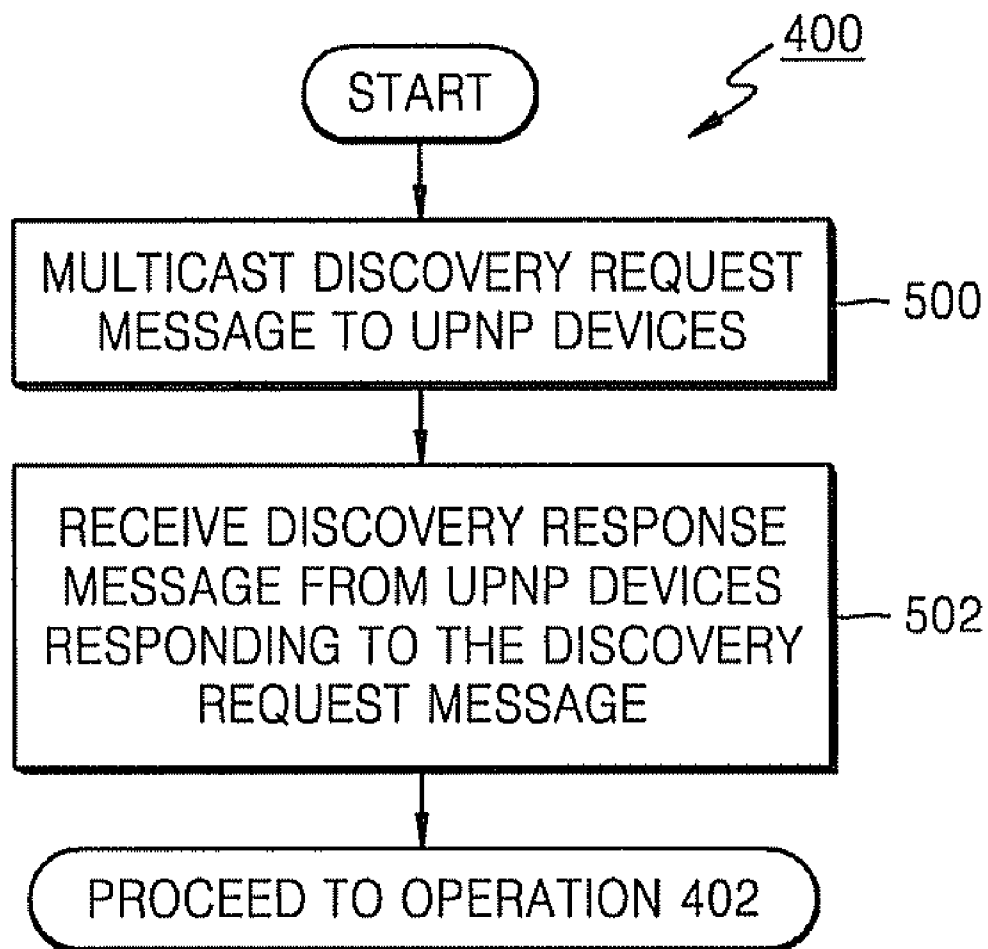 400
START
MULTICAST DISCOVERY REQUEST
MESSAGE TO UPNP DEVICES
500
RECEIVE DISCOVERY RESPONSE
MESSAGE FROM UPNP DEVICES
RESPONDING TO THE DISCOVERY
REQUEST MESSAGE
502
PROCEED TO OPERATION 402